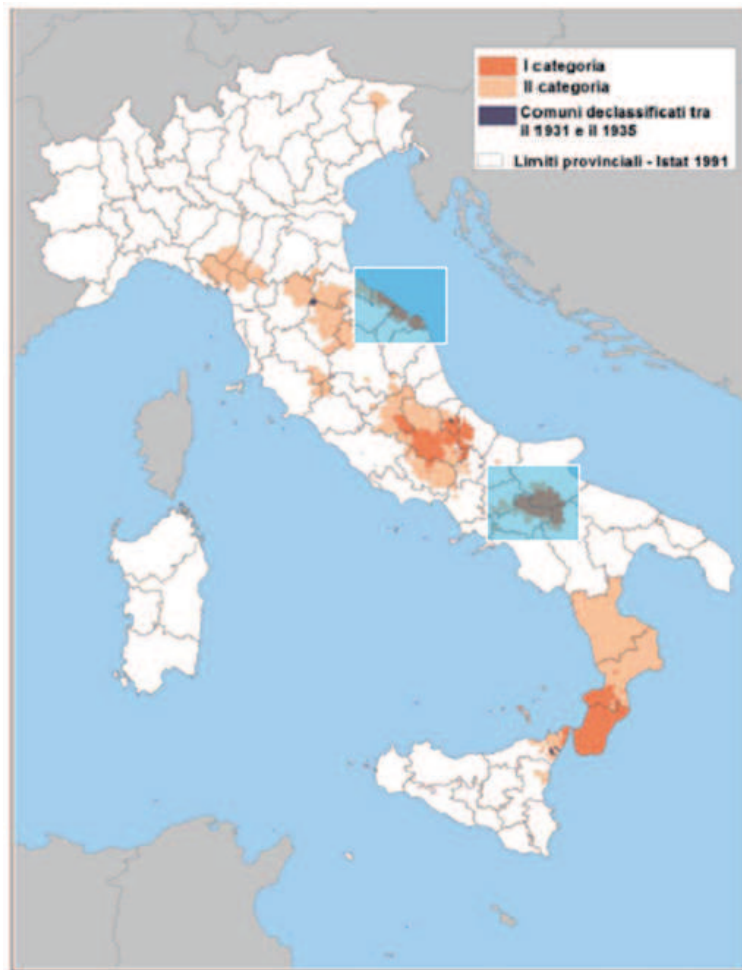 I categoria
II categoria
Comuni declassificati tra
il 1931 e il 1935
Limiti provinciali - Istat 1991